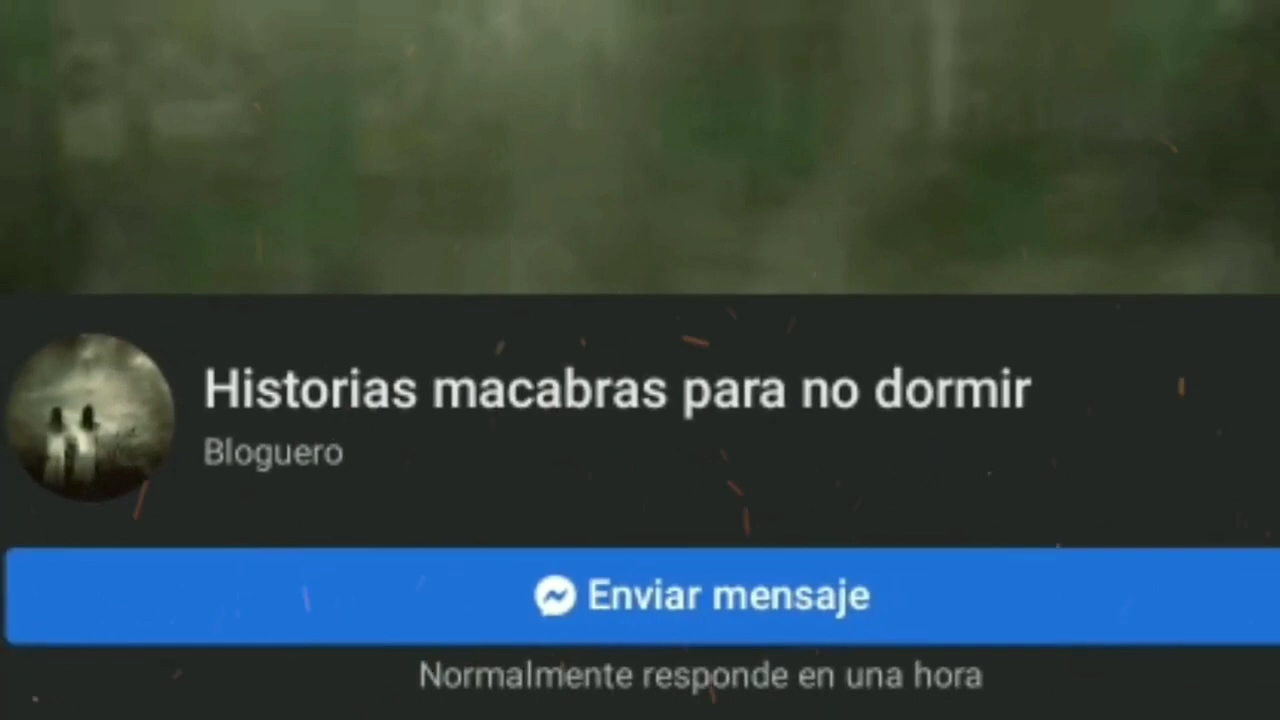 Historias macabras para no dormir
Bloguero
Enviar mensaje
Normalmente responde en una hora